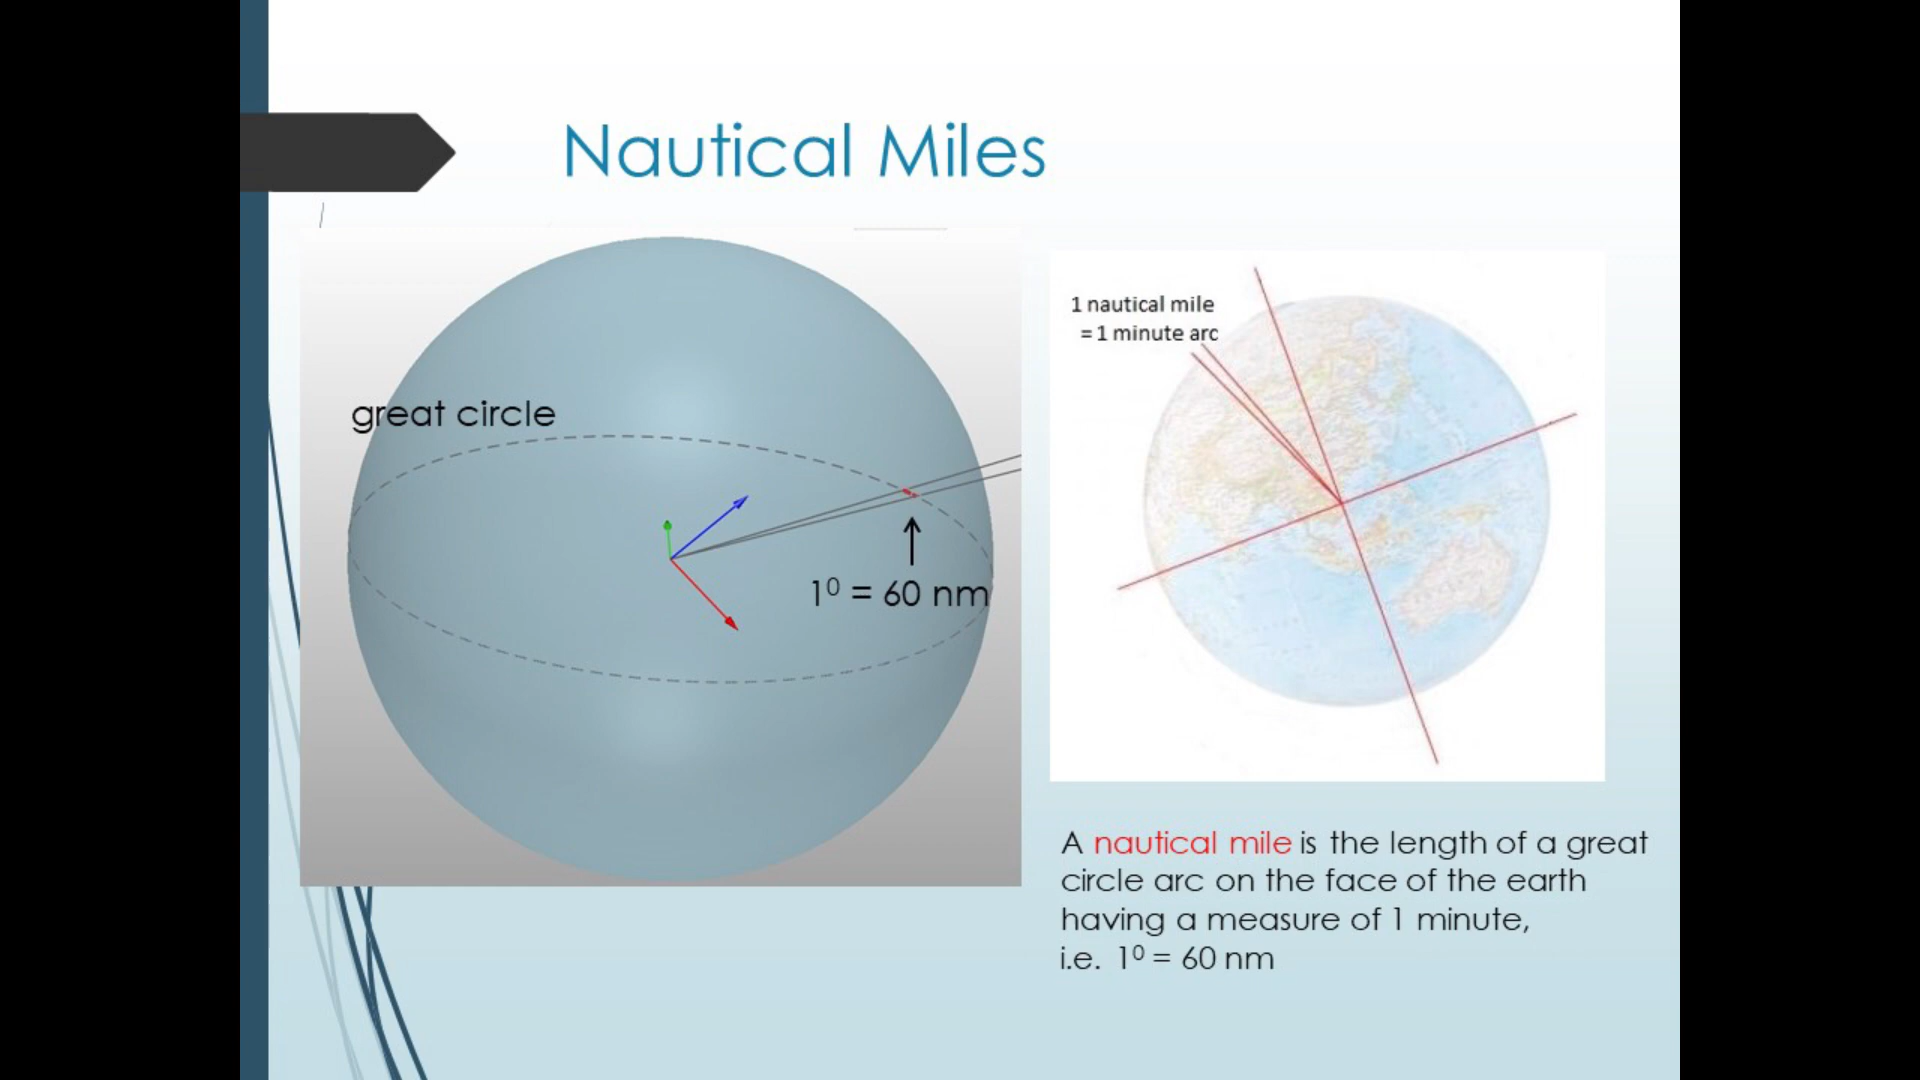 Nautical Miles
great circle
1⁰ = 60 nm
1 nautical mile
= 1 minute arc
A nautical mile is the length of a great
circle arc on the face of the earth
having a measure of 1 minute,
i.e. 1⁰ = 60 nm